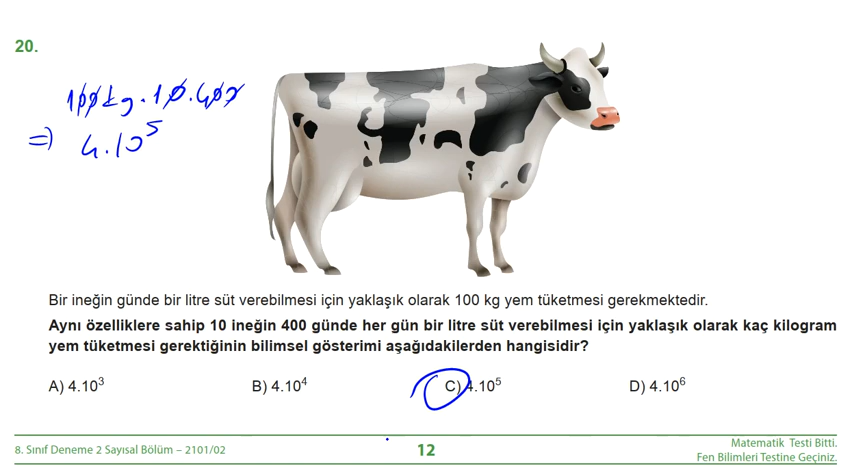 20.
100kg.10.400
=) 4.10⁵
Bir ineğin günde bir litre süt verebilmesi için yaklaşık olarak 100 kg yem tüketmesi gerekmektedir.
Aynı özelliklere sahip 10 ineğin 400 günde her gün bir litre süt verebilmesi için yaklaşık olarak kaç kilogram
yem tüketmesi gerektiğinin bilimsel gösterimi aşağıdakilerden hangisidir?
A) 4.10³ B) 4.10⁴ C) 4.10⁵ D) 4.10⁶
8. Sınıf Deneme 2 Sayısal Bölüm – 2101/02 12 Matematik Testi Bitti.
Fen Bilimleri Testine Geçiniz.